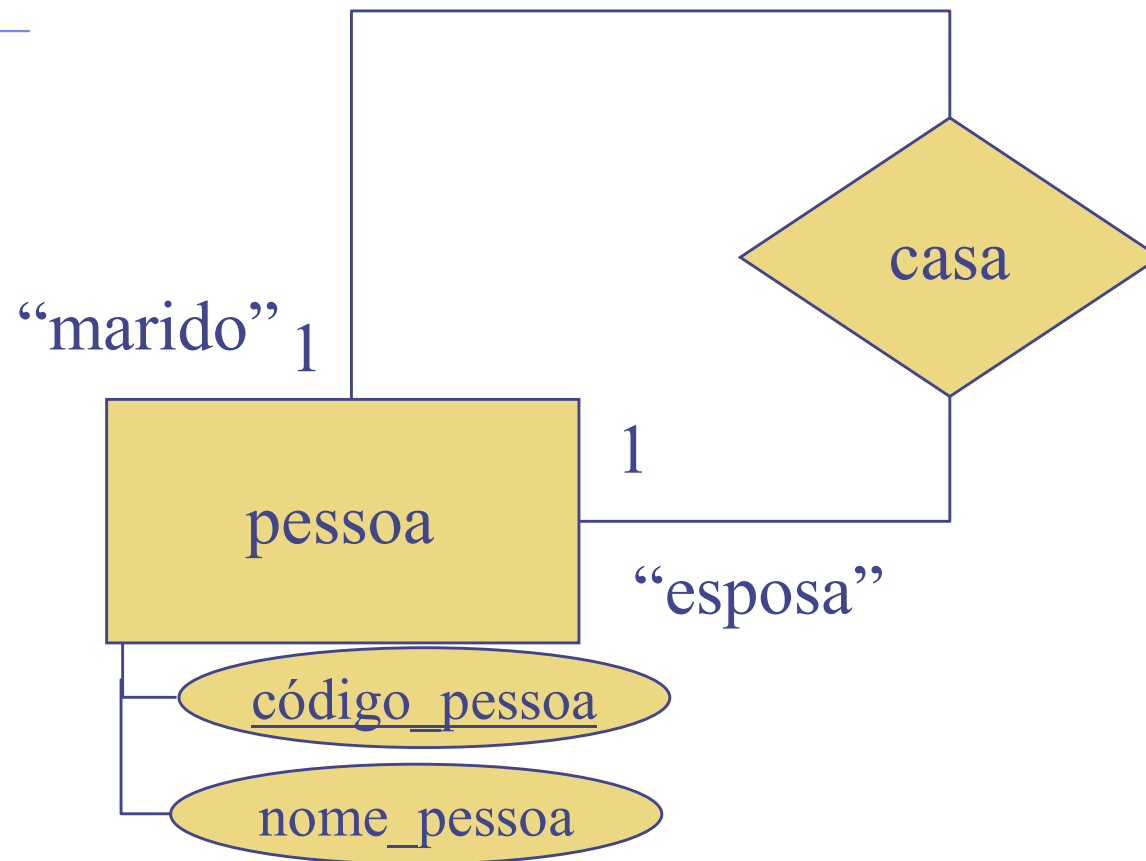 casa
“marido” 1
1
pessoa
“esposa”
código_pessoa
nome_pessoa